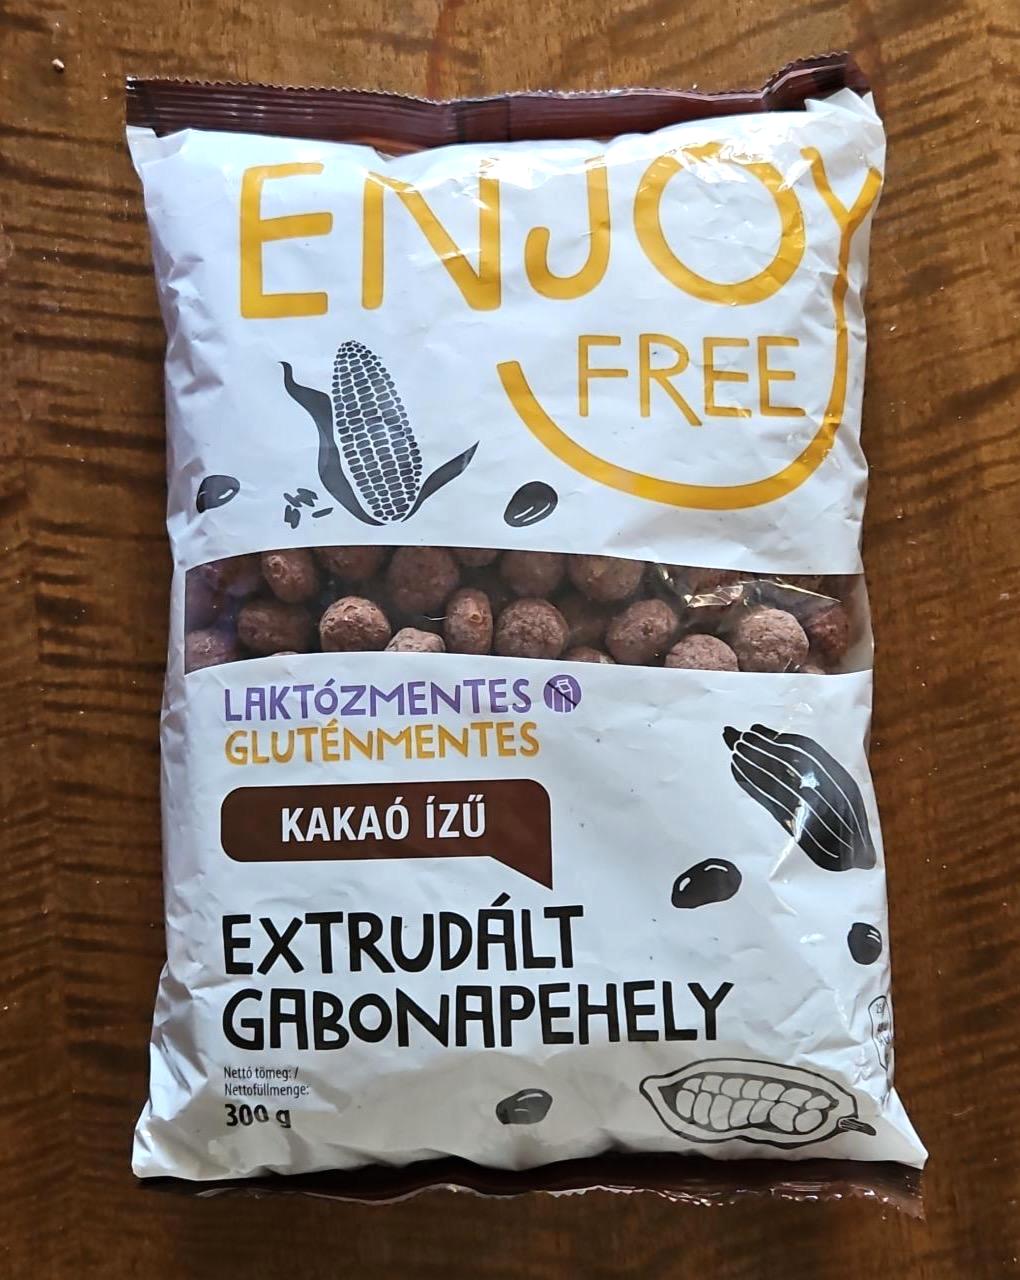 ENJOY
FREE
LAKTÓZMENTES
GLUTÉNMENTES
KAKAÓ ÍZŰ
EXTRUDÁLT
GABONAPEHELY
Nettó tömeg: /
Nettofüllmenge:
300 g